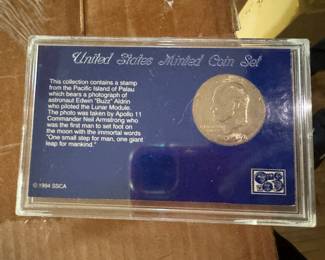 United States Minted Coin Set
This collection contains a stamp
from the Pacific Island of Palau
which bears a photograph of
astronaut Edwin "Buzz" Aldrin
who piloted the Lunar Module.
The photo was taken by Apollo 11
Commander Neil Armstrong who
was the first man to set foot on
the moon with the immortal words
"One small step for man, one giant
leap for mankind."
© 1994 SSCA